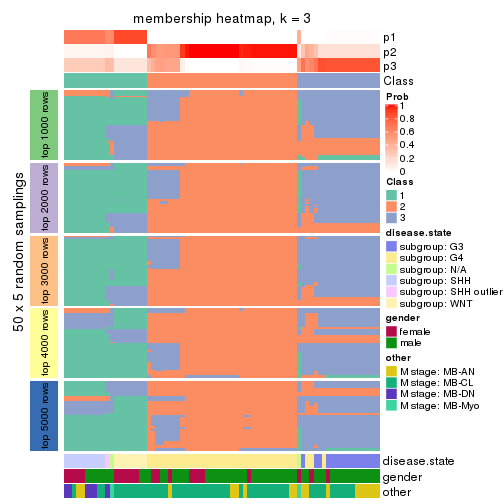 membership heatmap, k = 3
p1
p2
p3
Class
50 x 5 random samplings
top 1000 rows
top 2000 rows
top 3000 rows
top 4000 rows
top 5000 rows
disease.state
gender
other
Prob
1
0.8
0.6
0.4
0.2
0
Class
1
2
3
disease.state
subgroup: G3
subgroup: G4
subgroup: N/A
subgroup: SHH
subgroup: SHH outlier
subgroup: WNT
gender
female
male
other
M stage: MB-AN
M stage: MB-CL
M stage: MB-DN
M stage: MB-Myo